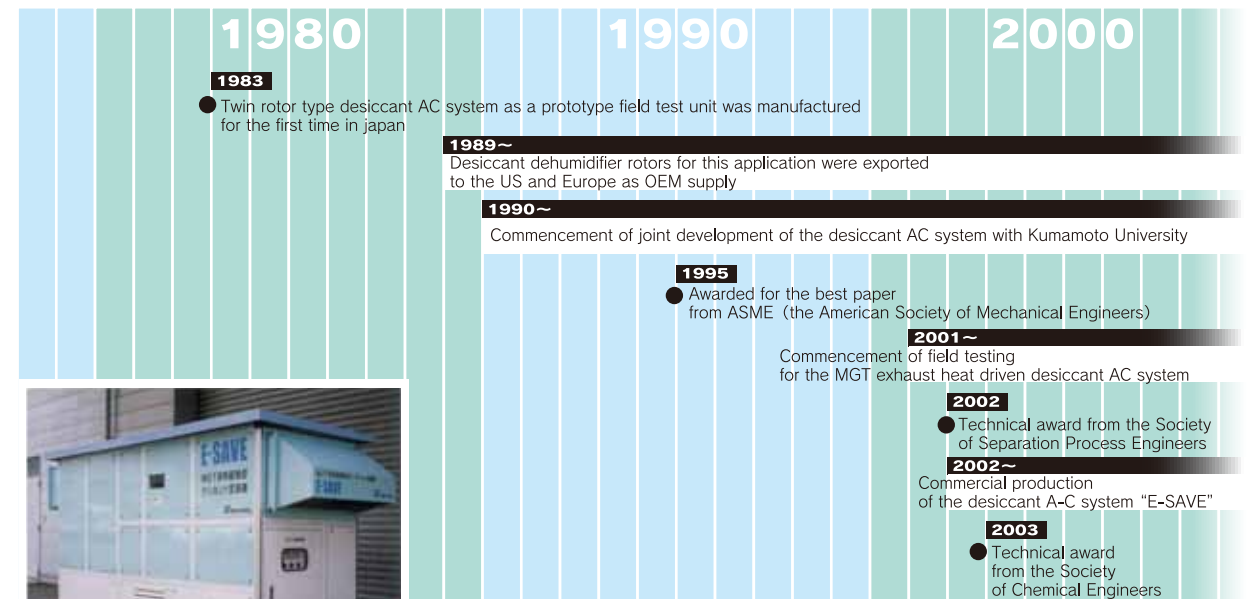 1980 1990 2000
1983
Twin rotor type desiccant AC system as a prototype field test unit was manufactured
for the first time in japan
1989~
Desiccant dehumidifier rotors for this application were exported
to the US and Europe as OEM supply
1990~
Commencement of joint development of the desiccant AC system with Kumamoto University
1995
Awarded for the best paper
from ASME (the American Society of Mechanical Engineers)
2001~
Commencement of field testing
for the MGT exhaust heat driven desiccant AC system
2002
Technical award from the Society
of Separation Process Engineers
2002~
Commercial production
of the desiccant A-C system “E-SAVE”
2003
Technical award
from the Society
of Chemical Engineers
E-SAVE
E-SAVE